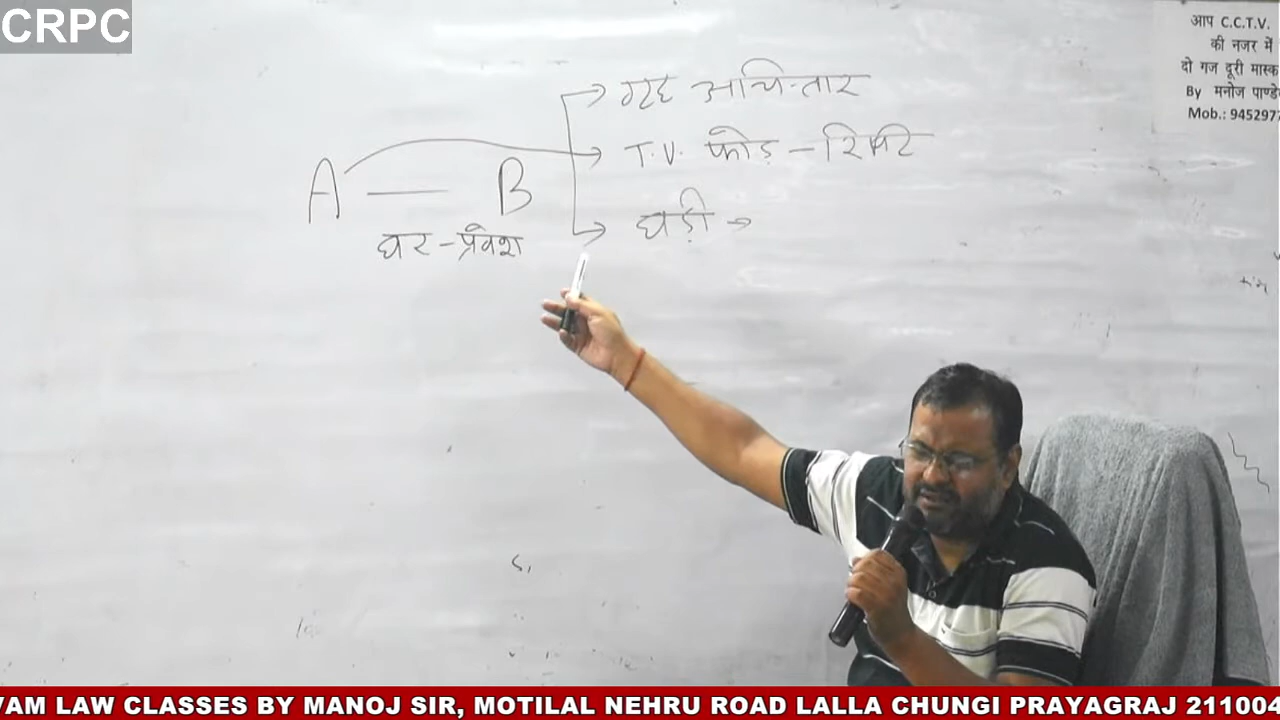 CRPC
आप C.C.T.V.
की नजर में
दो गज दूरी मास्क
By मनोज पाण्डे
Mob.: 945297
गृह अतिचार
T.V. फोड़ - रिष्टि
A — B
घर - प्रवेश
घड़ी →
YAM LAW CLASSES BY MANOJ SIR, MOTILAL NEHRU ROAD LALLA CHUNGI PRAYAGRAJ 211004